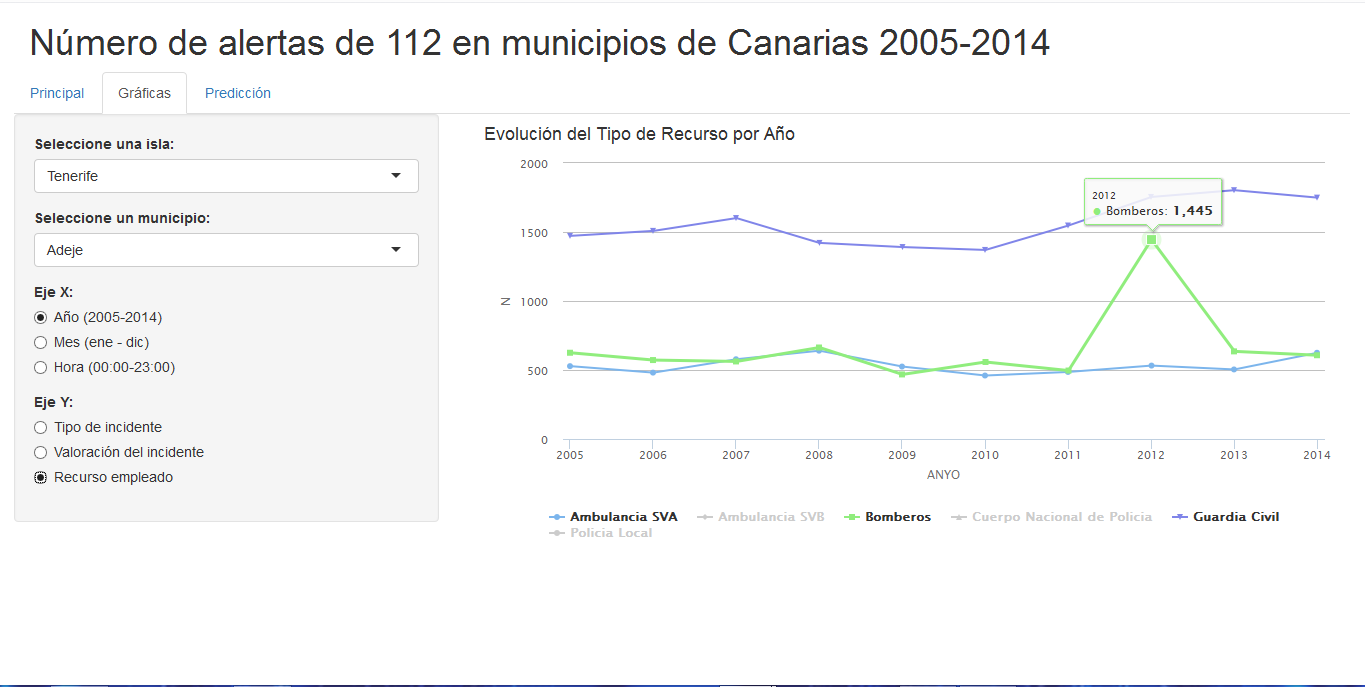 Número de alertas de 112 en municipios de Canarias 2005-2014
Principal Gráficas Predicción
Seleccione una isla:
Tenerife
Seleccione un municipio:
Adeje
Eje X:
Año (2005-2014)
Mes (ene - dic)
Hora (00:00-23:00)
Eje Y:
Tipo de incidente
Valoración del incidente
Recurso empleado
Evolución del Tipo de Recurso por Año
2000
1500
1000
500
0
N
2012
Bomberos: 1,445
2005 2006 2007 2008 2009 2010 2011 2012 2013 2014
ANYO
Ambulancia SVA Ambulancia SVB Bomberos Cuerpo Nacional de Policia Guardia Civil
Policia Local